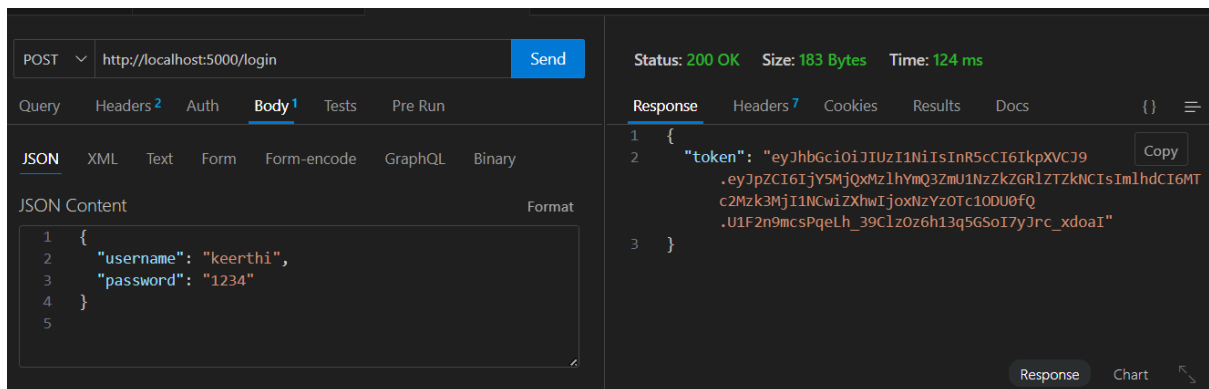 POST http://localhost:5000/login Send
Query Headers 2 Auth Body 1 Tests Pre Run
JSON XML Text Form Form-encode GraphQL Binary
JSON Content Format
1 {
2 "username": "keerthi",
3 "password": "1234"
4 }
5
Status: 200 OK Size: 183 Bytes Time: 124 ms
Response Headers 7 Cookies Results Docs {}
1 {
Copy
2 "token": "eyJhbGciOiJIUzI1NiIsInR5cCI6IkpXVCJ9
.eyJpZCI6IjY5MjQxMzlhYmQ3ZmU1NzZkZGRlZTZkNCIsImlhdCI6MT
c2Mzk3MjI1NCwiZXhwIjoxNzYzOTc1ODU0fQ
.U1F2n9mcsPqeLh_39ClzOz6h13q5GSoI7yJrc_xdoaI"
3 }
Response Chart